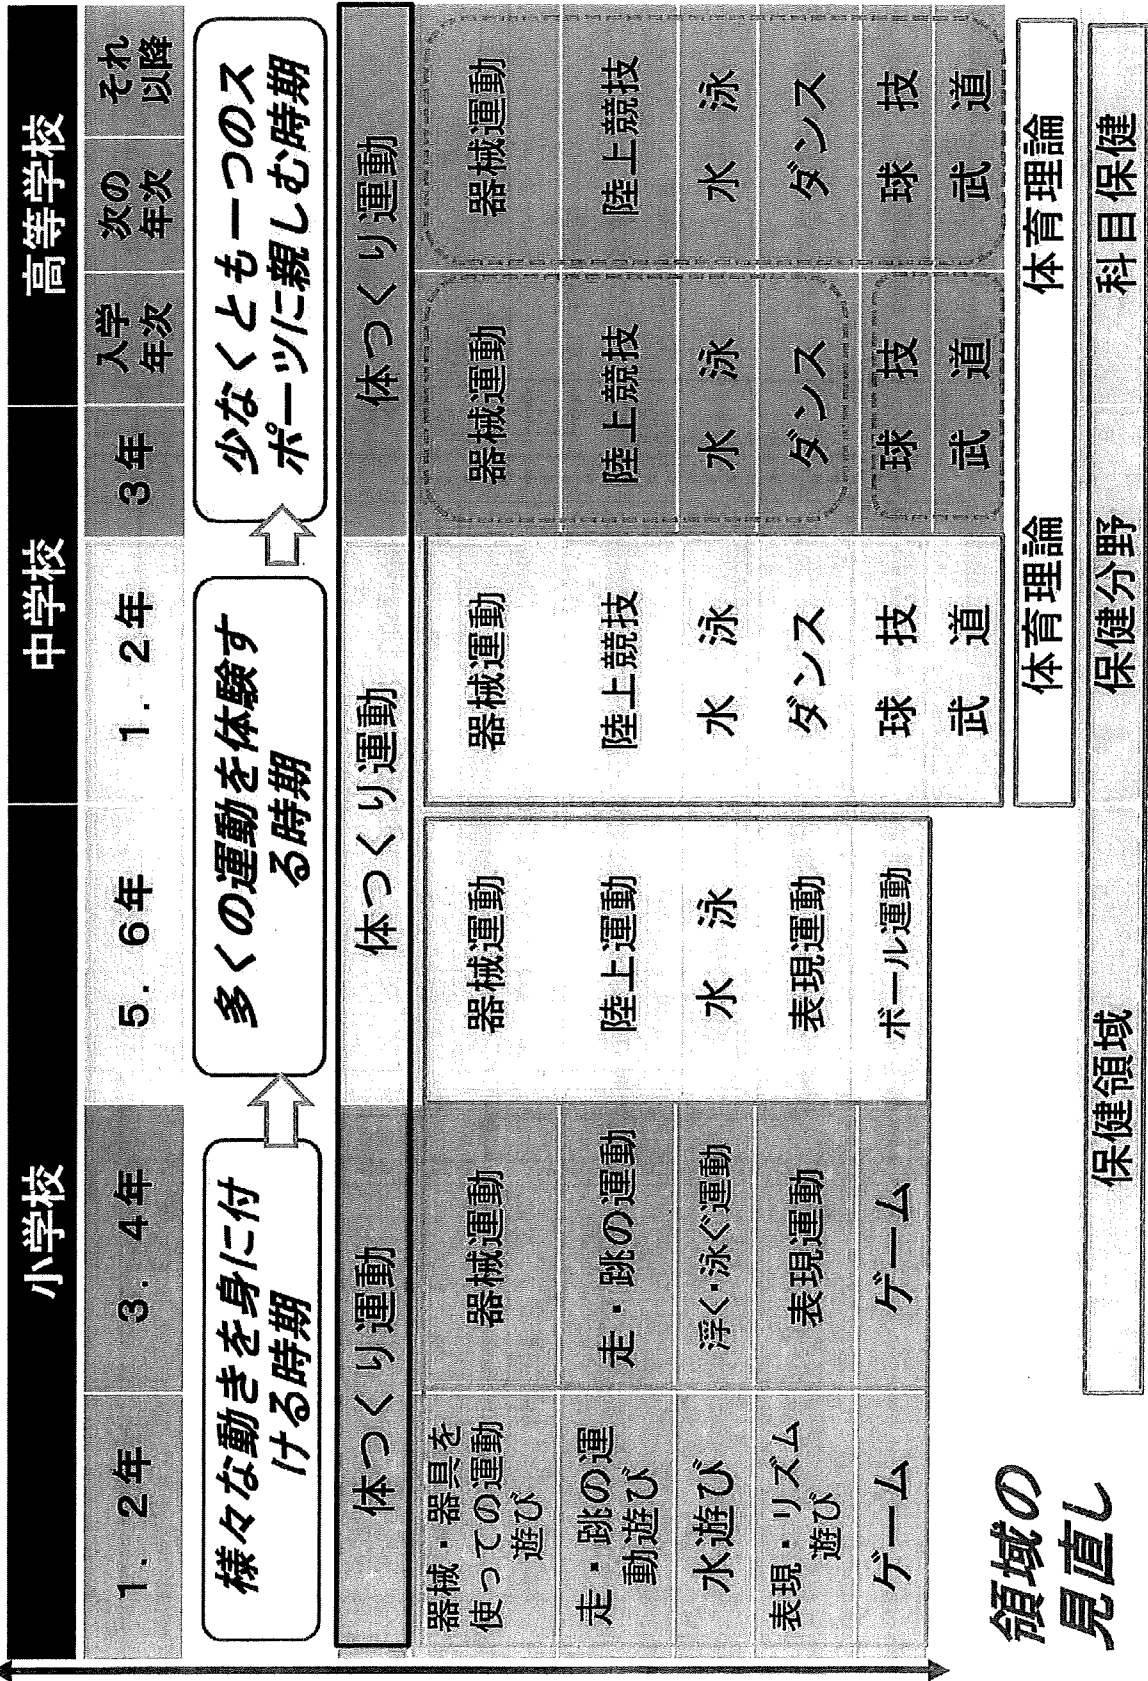 小学校
中学校
高等学校
1．2年
3．4年
5．6年
1．2年
3年
入学
年次
次の
年次
それ
以降
様々な動きを身に付
ける時期
多くの運動を体験す
る時期
少なくとも一つのス
ポーツに親しむ時期
体つくり運動
体つくり運動
体つくり運動
器械・器具を
使っての運動
遊び
器械運動
器械運動
器械運動
器械運動
器械運動
走・跳の運
動遊び
走・跳の運動
陸上運動
陸上競技
陸上競技
陸上競技
水遊び
浮く・泳ぐ運動
水 泳
水 泳
水 泳
水 泳
表現・リズム
遊び
表現運動
表現運動
ダンス
ダンス
ダンス
ゲーム
ゲーム
ボール運動
球 技
球 技
球 技
武 道
武 道
武 道
体育理論
体育理論
領域の
見直し
保健領域
保健分野
科目保健